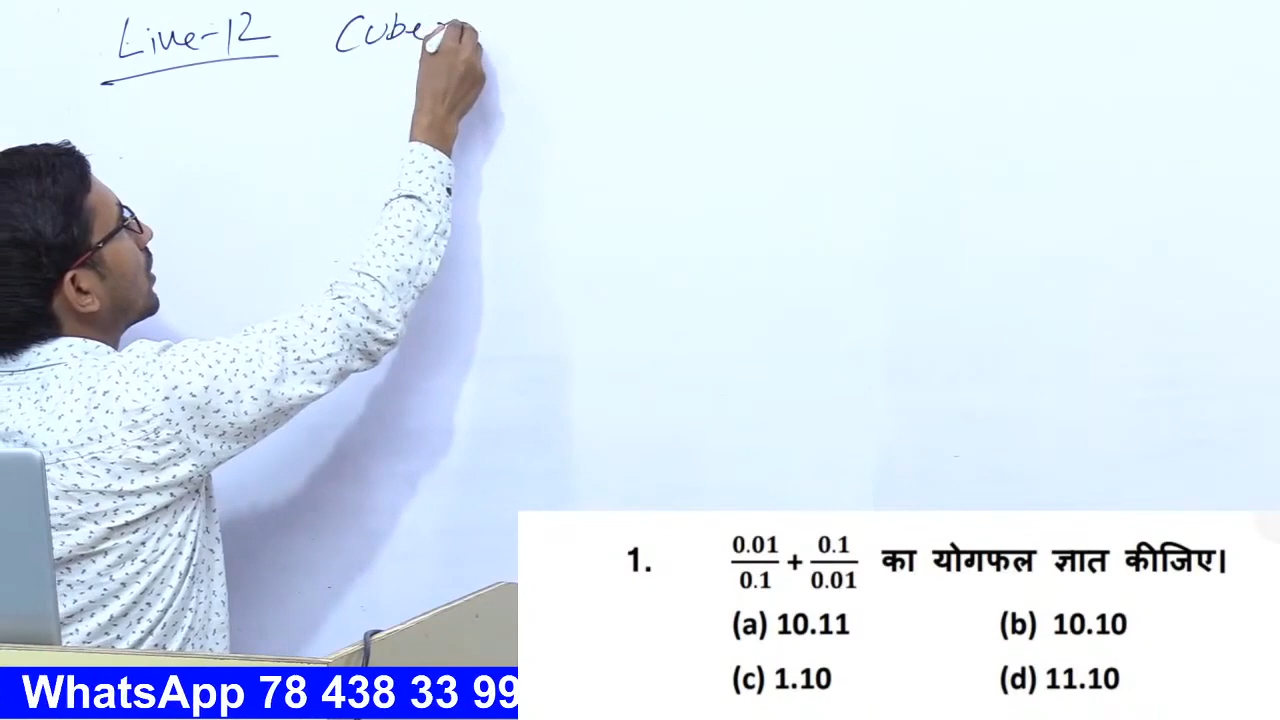 Live-12 Cube
1. 0.01/0.1 + 0.1/0.01 का योगफल ज्ञात कीजिए।
(a) 10.11 (b) 10.10
(c) 1.10 (d) 11.10
WhatsApp 78 438 33 99